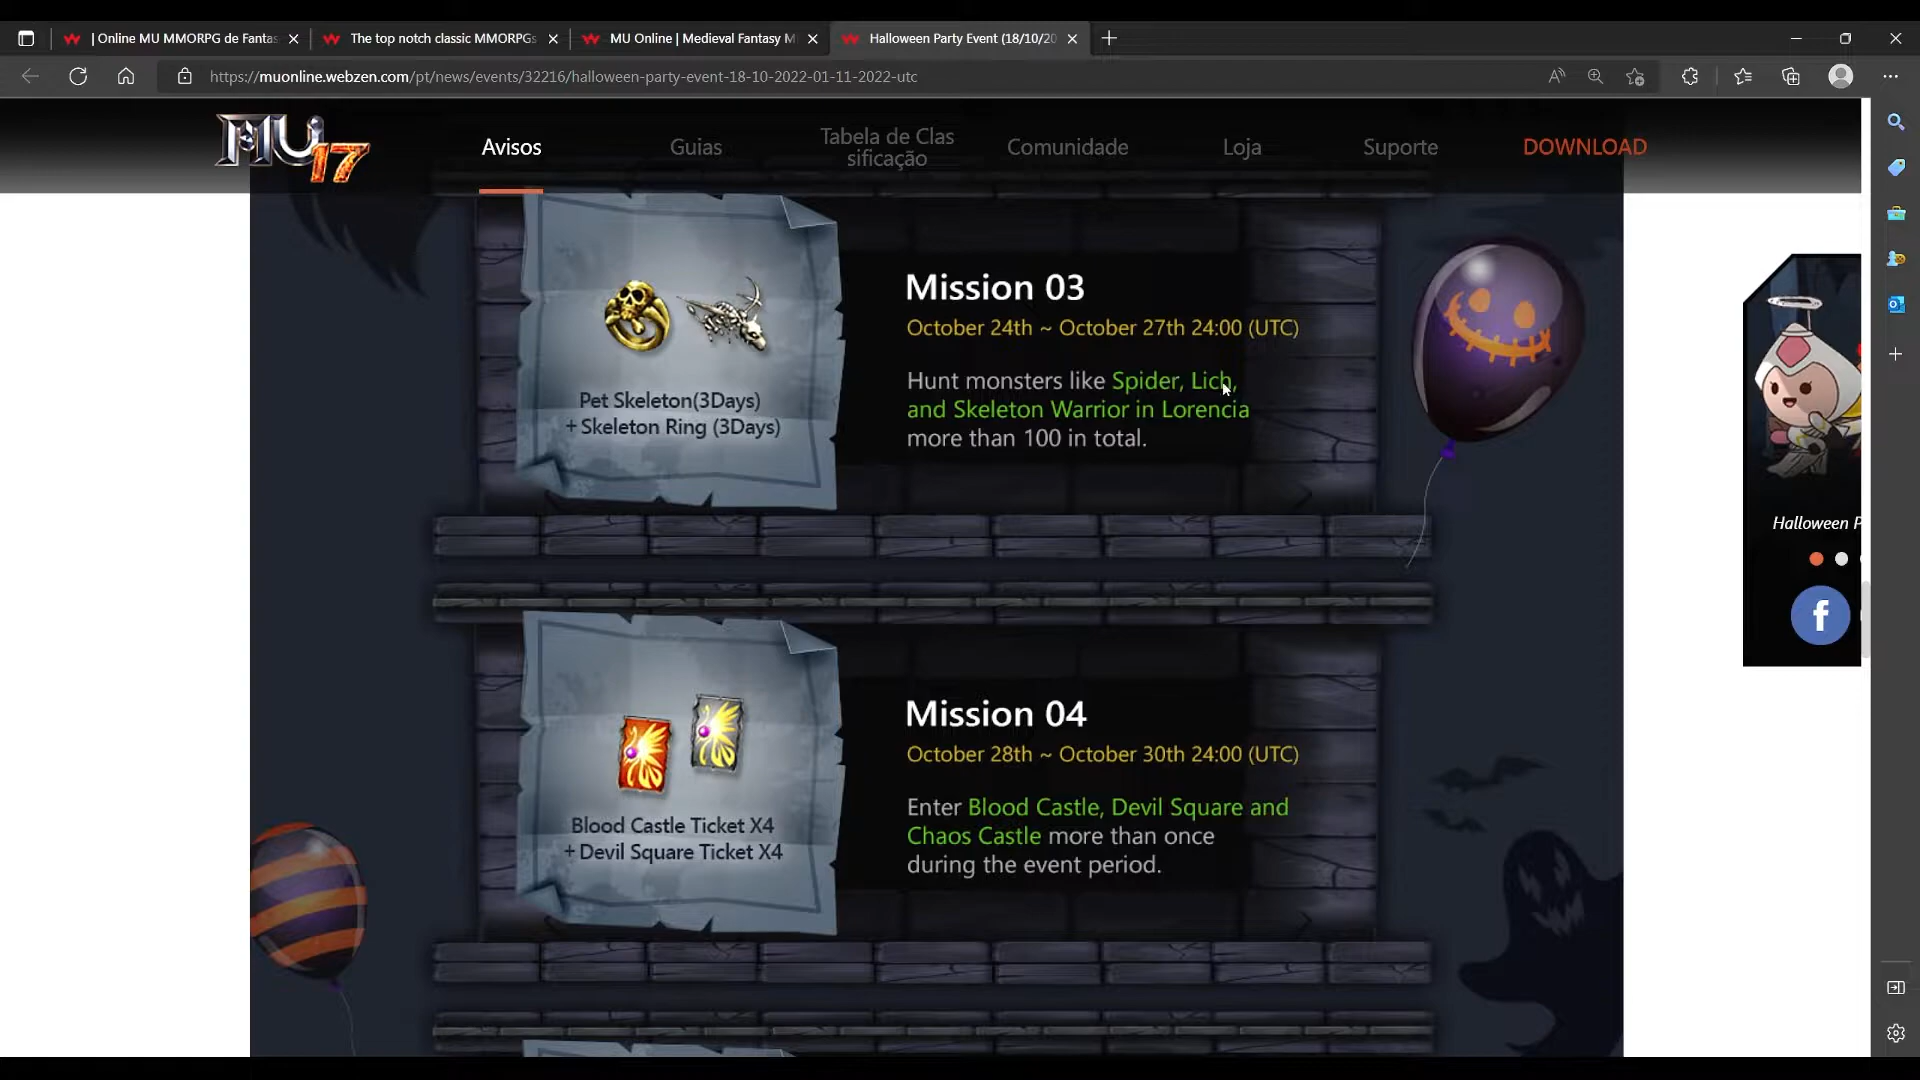 | Online MU MMORPG de Fantas
The top notch classic MMORPGs
MU Online | Medieval Fantasy M
Halloween Party Event (18/10/20
https://muonline.webzen.com/pt/news/events/32216/halloween-party-event-18-10-2022-01-11-2022-utc
MU 17
Avisos
Guias
Tabela de Clas
sificação
Comunidade
Loja
Suporte
DOWNLOAD
Pet Skeleton(3Days)
+Skeleton Ring (3Days)
Mission 03
October 24th ~ October 27th 24:00 (UTC)
Hunt monsters like Spider, Lich,
and Skeleton Warrior in Lorencia
more than 100 in total.
Halloween P
f
Blood Castle Ticket X4
+Devil Square Ticket X4
Mission 04
October 28th ~ October 30th 24:00 (UTC)
Enter Blood Castle, Devil Square and
Chaos Castle more than once
during the event period.